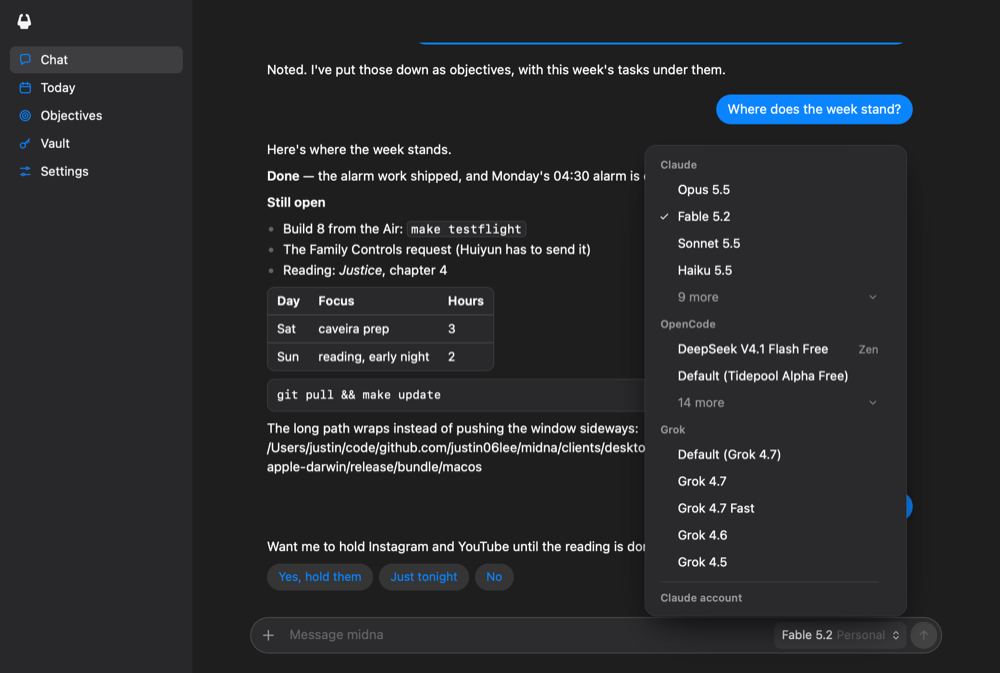 Chat
Today
Objectives
Vault
Settings
Noted. I've put those down as objectives, with this week's tasks under them.
Where does the week stand?
Here's where the week stands.
Done — the alarm work shipped, and Monday's 04:30 alarm is
Still open
Build 8 from the Air: make testflight
The Family Controls request (Huiyun has to send it)
Reading: Justice, chapter 4
Day Focus Hours
Sat caveira prep 3
Sun reading, early night 2
git pull && make update
The long path wraps instead of pushing the window sideways:
/Users/justin/code/github.com/justin06lee/midna/clients/deskto
apple-darwin/release/bundle/macos
Want me to hold Instagram and YouTube until the reading is
Yes, hold them
Just tonight
No
Claude
Opus 5.5
Fable 5.2
Sonnet 5.5
Haiku 5.5
9 more
OpenCode
DeepSeek V4.1 Flash Free Zen
Default (Tidepool Alpha Free)
14 more
Grok
Default (Grok 4.7)
Grok 4.7
Grok 4.7 Fast
Grok 4.6
Grok 4.5
Claude account
Message midna
Fable 5.2 Personal